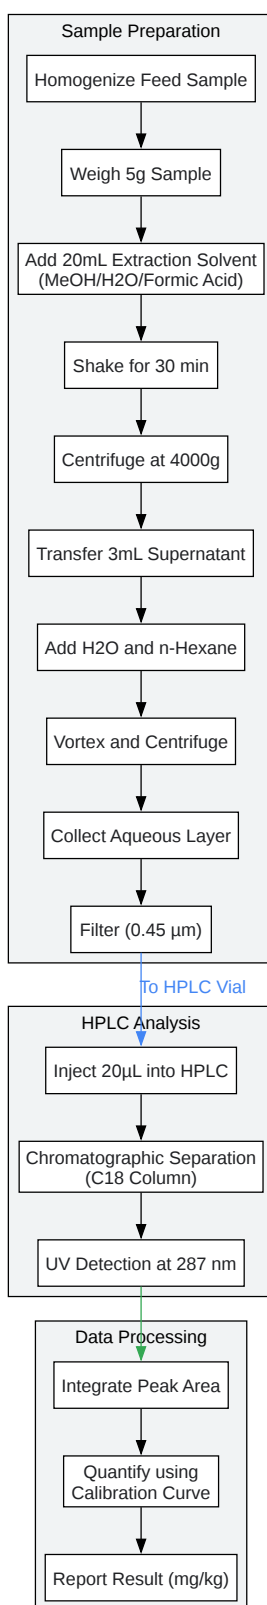 Sample Preparation
Homogenize Feed Sample
Weigh 5g Sample
Add 20mL Extraction Solvent
(MeOH/H2O/Formic Acid)
Shake for 30 min
Centrifuge at 4000g
Transfer 3mL Supernatant
Add H2O and n-Hexane
Vortex and Centrifuge
Collect Aqueous Layer
Filter (0.45 µm)
To HPLC Vial
HPLC Analysis
Inject 20µL into HPLC
Chromatographic Separation
(C18 Column)
UV Detection at 287 nm
Data Processing
Integrate Peak Area
Quantify using
Calibration Curve
Report Result (mg/kg)